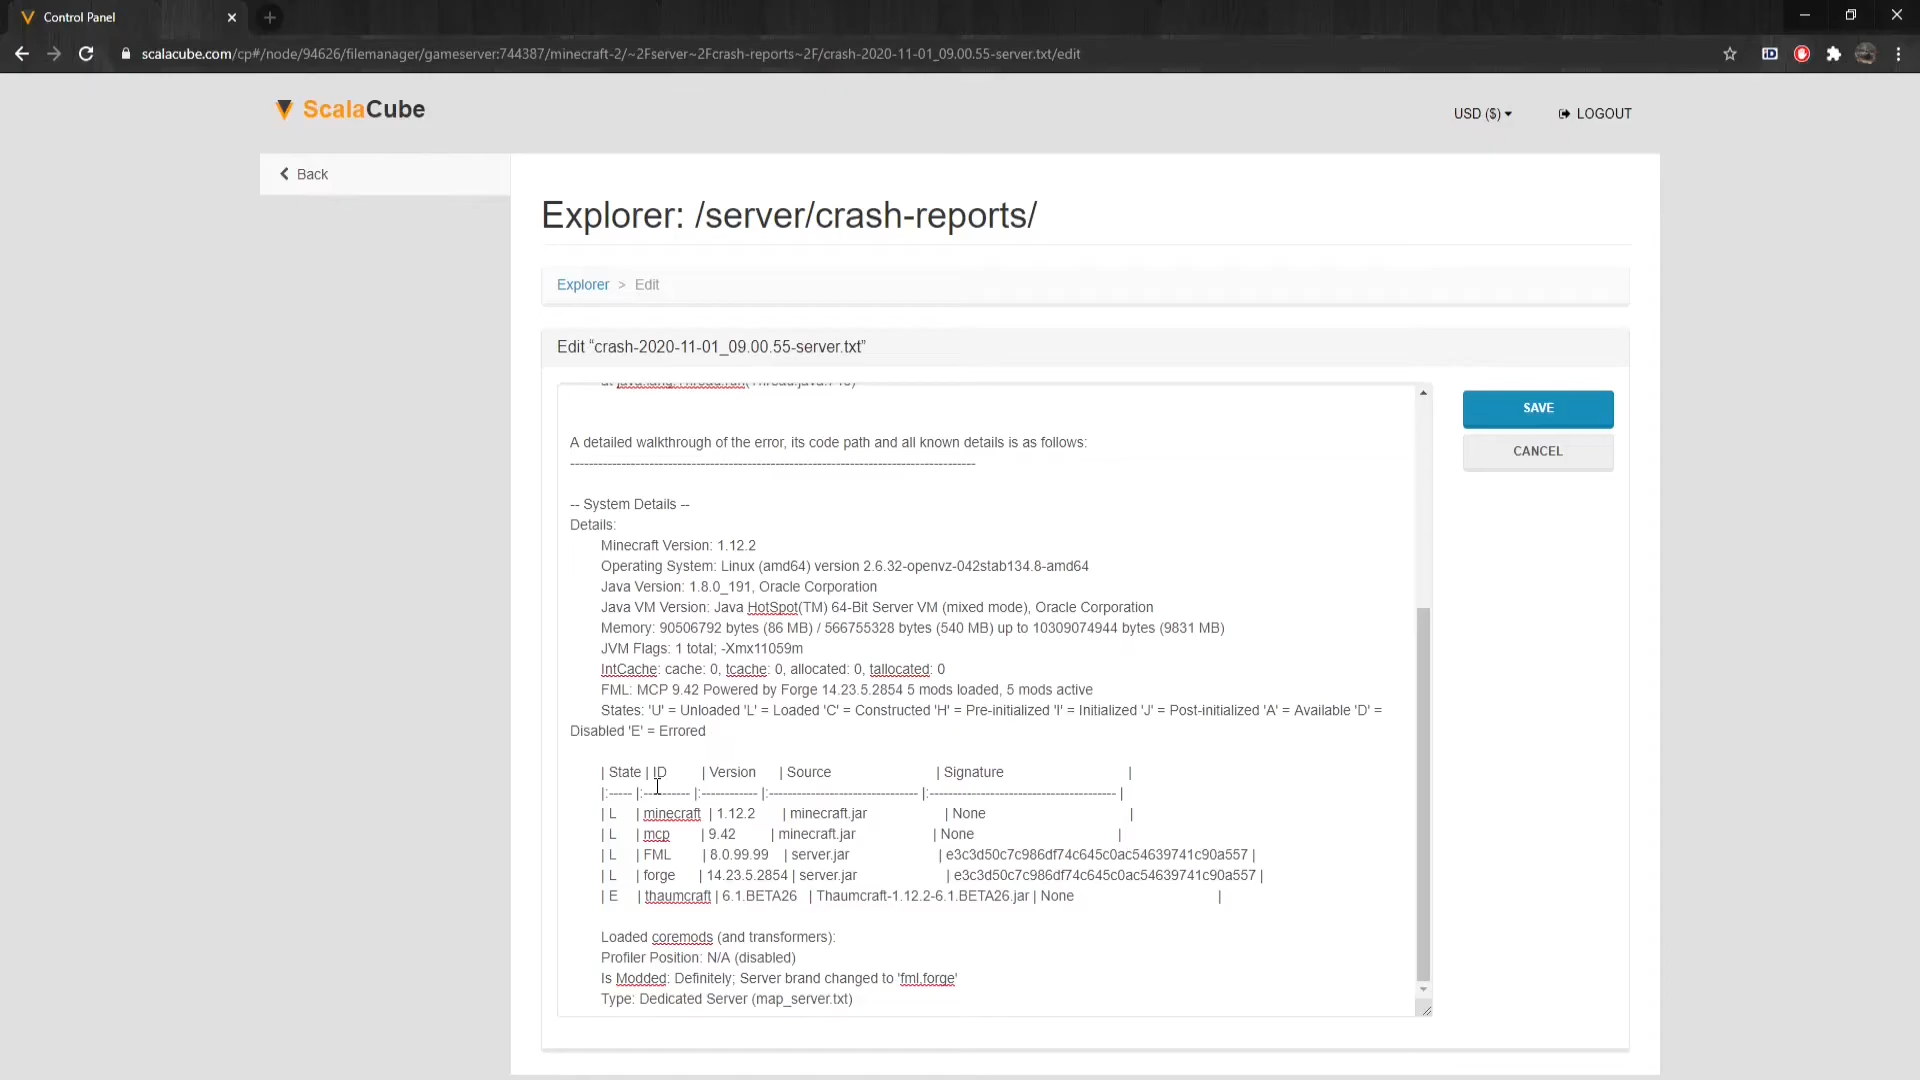 Control Panel
scalacube.com/cp#/node/94626/filemanager/gameserver:744387/minecraft-2/~2Fserver~2Fcrash-reports~2F/crash-2020-11-01_09.00.55-server.txt/edit
ScalaCube
USD ($)
LOGOUT
Back
Explorer: /server/crash-reports/
Explorer > Edit
Edit “crash-2020-11-01_09.00.55-server.txt”
SAVE
CANCEL
A detailed walkthrough of the error, its code path and all known details is as follows:
---------------------------------------------------------------------------------------
-- System Details --
Details:
Minecraft Version: 1.12.2
Operating System: Linux (amd64) version 2.6.32-openvz-042stab134.8-amd64
Java Version: 1.8.0_191, Oracle Corporation
Java VM Version: Java HotSpot(TM) 64-Bit Server VM (mixed mode), Oracle Corporation
Memory: 90506792 bytes (86 MB) / 566755328 bytes (540 MB) up to 10309074944 bytes (9831 MB)
JVM Flags: 1 total; -Xmx11059m
IntCache: cache: 0, tcache: 0, allocated: 0, tallocated: 0
FML: MCP 9.42 Powered by Forge 14.23.5.2854 5 mods loaded, 5 mods active
States: 'U' = Unloaded 'L' = Loaded 'C' = Constructed 'H' = Pre-initialized 'I' = Initialized 'J' = Post-initialized 'A' = Available 'D' =
Disabled 'E' = Errored
| State | ID | Version | Source | Signature |
|:----- |:---------- |:------------ |:-------------------------------- |:---------------------------------------- |
| L | minecraft | 1.12.2 | minecraft.jar | None |
| L | mcp | 9.42 | minecraft.jar | None |
| L | FML | 8.0.99.99 | server.jar | e3c3d50c7c986df74c645c0ac54639741c90a557 |
| L | forge | 14.23.5.2854 | server.jar | e3c3d50c7c986df74c645c0ac54639741c90a557 |
| E | thaumcraft | 6.1.BETA26 | Thaumcraft-1.12.2-6.1.BETA26.jar | None |
Loaded coremods (and transformers):
Profiler Position: N/A (disabled)
Is Modded: Definitely; Server brand changed to 'fml,forge'
Type: Dedicated Server (map_server.txt)